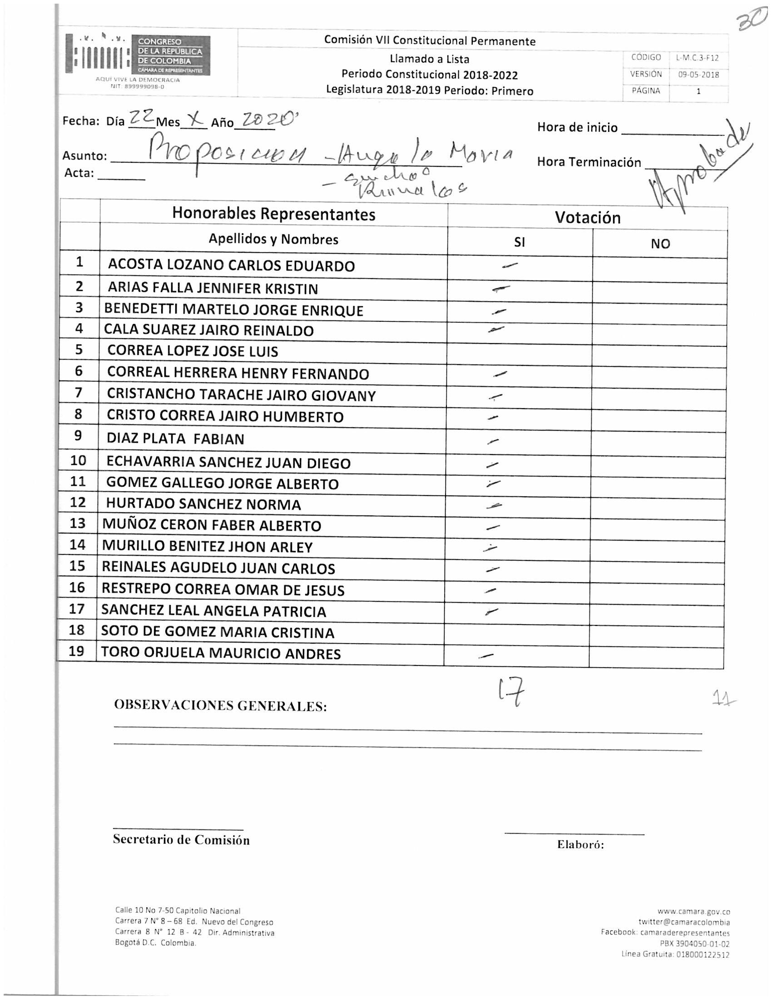 30
CONGRESO
DE LA REPÚBLICA
DE COLOMBIA
CÁMARA DE REPRESENTANTES
AQUÍ VIVE LA DEMOCRACIA
NIT: 899999098-0
Comisión VII Constitucional Permanente
Llamado a Lista
Periodo Constitucional 2018-2022
Legislatura 2018-2019 Periodo: Primero
CÓDIGO L-M.C.3-F12
VERSIÓN 09-05-2018
PÁGINA 1
Fecha: Día 22 Mes X Año 2020
Hora de inicio
Asunto: Proposicion - Angela Maria
Hora Terminación
Aprobada
Acta:
Honorables Representantes Votación
Apellidos y Nombres SI NO
1 ACOSTA LOZANO CARLOS EDUARDO —
2 ARIAS FALLA JENNIFER KRISTIN —
3 BENEDETTI MARTELO JORGE ENRIQUE —
4 CALA SUAREZ JAIRO REINALDO —
5 CORREA LOPEZ JOSE LUIS
6 CORREAL HERRERA HENRY FERNANDO —
7 CRISTANCHO TARACHE JAIRO GIOVANY —
8 CRISTO CORREA JAIRO HUMBERTO —
9 DIAZ PLATA FABIAN —
10 ECHAVARRIA SANCHEZ JUAN DIEGO —
11 GOMEZ GALLEGO JORGE ALBERTO —
12 HURTADO SANCHEZ NORMA —
13 MUÑOZ CERON FABER ALBERTO —
14 MURILLO BENITEZ JHON ARLEY —
15 REINALES AGUDELO JUAN CARLOS —
16 RESTREPO CORREA OMAR DE JESUS —
17 SANCHEZ LEAL ANGELA PATRICIA —
18 SOTO DE GOMEZ MARIA CRISTINA
19 TORO ORJUELA MAURICIO ANDRES —
17
11
OBSERVACIONES GENERALES:
Secretario de Comisión
Elaboró:
Calle 10 No 7-50 Capitolio Nacional
Carrera 7 N° 8 – 68 Ed. Nuevo del Congreso
Carrera 8 N° 12 B - 42 Dir. Administrativa
Bogotá D.C. Colombia.
www.camara.gov.co
twitter@camaracolombia
Facebook: camaraderepresentantes
PBX 3904050-01-02
Línea Gratuita: 018000122512